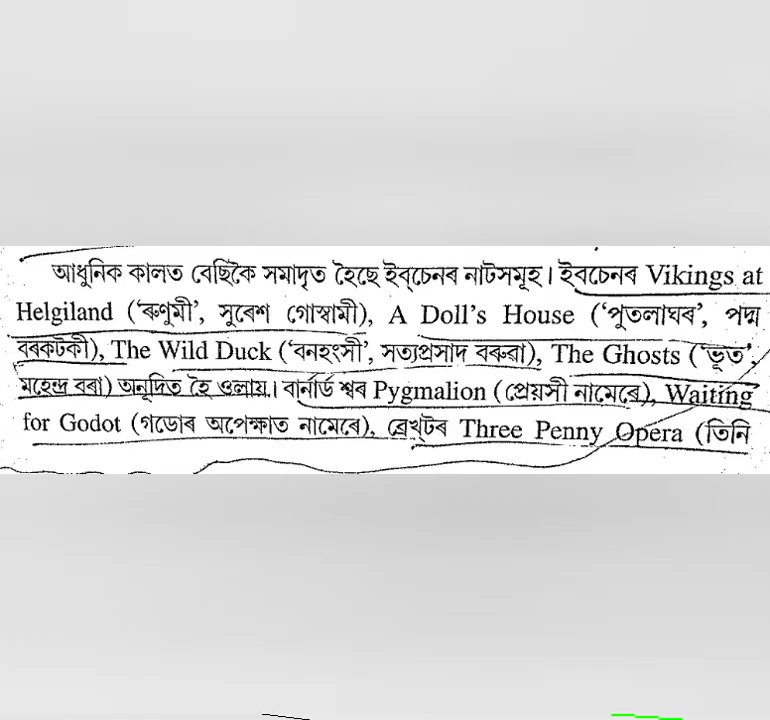 আধুনিক কালত বেছিকৈ সমাদৃত হৈছে ইব্চেনৰ নাটসমূহ। ইবচেনৰ Vikings at
Helgiland (‘ৰুণুমী’, সুৰেশ গোস্বামী), A Doll’s House (‘পুতলাঘৰ’, পদ্ম
বৰকটকী), The Wild Duck (‘বনহংসী’, সত্যপ্ৰসাদ বৰুৱা), The Ghosts (‘ভূত’,
মহেন্দ্ৰ বৰা) অনূদিত হৈ ওলায়। বাৰ্নাৰ্ড শ্বৰ Pygmalion (প্ৰেয়সী নামেৰে), Waiting
for Godot (গডোৰ অপেক্ষাত নামেৰে), ব্ৰেখ্টৰ Three Penny Opera (তিনি